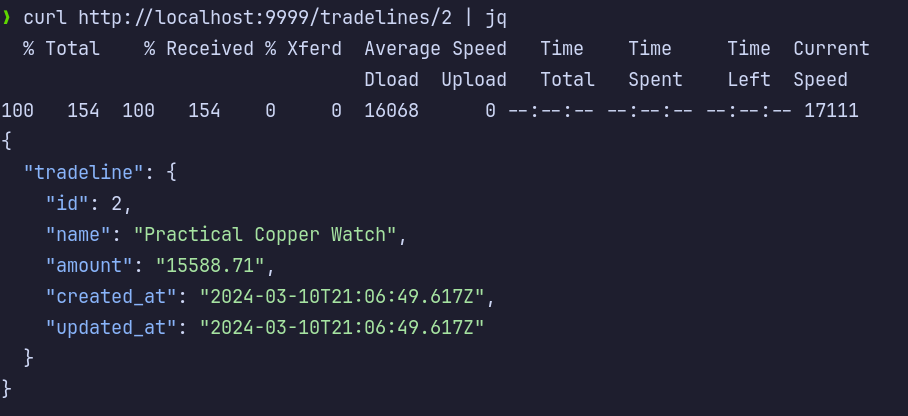 ❯ curl http://localhost:9999/tradelines/2 | jq
  % Total    % Received % Xferd  Average Speed   Time    Time     Time  Current
                                 Dload  Upload   Total   Spent    Left  Speed
100   154  100   154    0     0  16068      0 --:--:-- --:--:-- --:--:-- 17111
{
  "tradeline": {
    "id": 2,
    "name": "Practical Copper Watch",
    "amount": "15588.71",
    "created_at": "2024-03-10T21:06:49.617Z",
    "updated_at": "2024-03-10T21:06:49.617Z"
  }
}